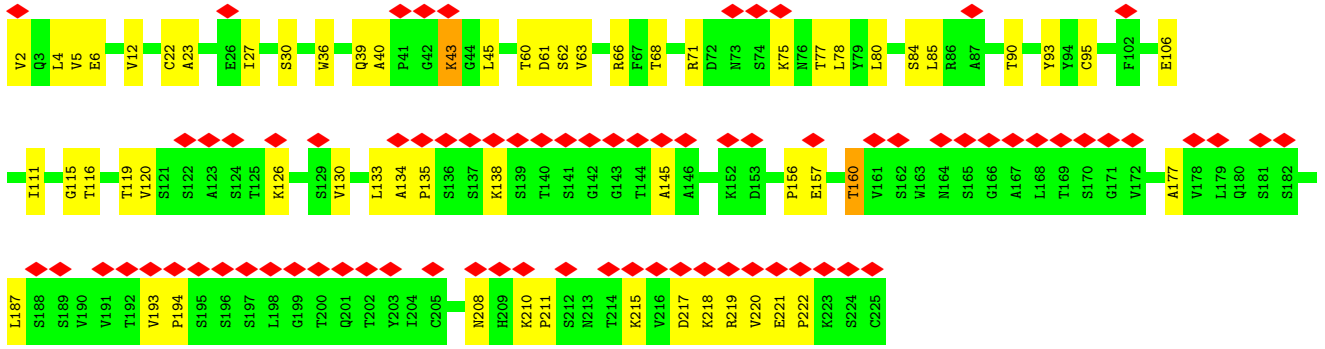 V2 Q3 L4 V5 E6 V12 C22 A23 E26 I27 S30 W36 Q39 A40 P41 G42 K43 G44 L45 T60 D61 S62 V63 R66 F67 T68 R71 D72 N73 S74 K75 N76 T77 L78 Y79 L80 S84 L85 R86 A87 T90 Y93 Y94 C95 F102 E106
I111 G115 T116 T119 V120 S121 S122 A123 S124 T125 K126 S129 V130 L133 A134 P135 S136 S137 K138 S139 T140 S141 G142 G143 T144 A145 A146 K152 D153 P156 E157 T160 V161 S162 W163 N164 S165 G166 A167 L168 T169 S170 G171 V172 A177 V178 L179 Q180 S181 S182
L187 S188 S189 V190 V191 T192 V193 P194 S195 S196 S197 L198 G199 T200 Q201 T202 Y203 I204 C205 N208 H209 K210 P211 S212 N213 T214 K215 V216 D217 K218 R219 V220 E221 P222 K223 S224 C225